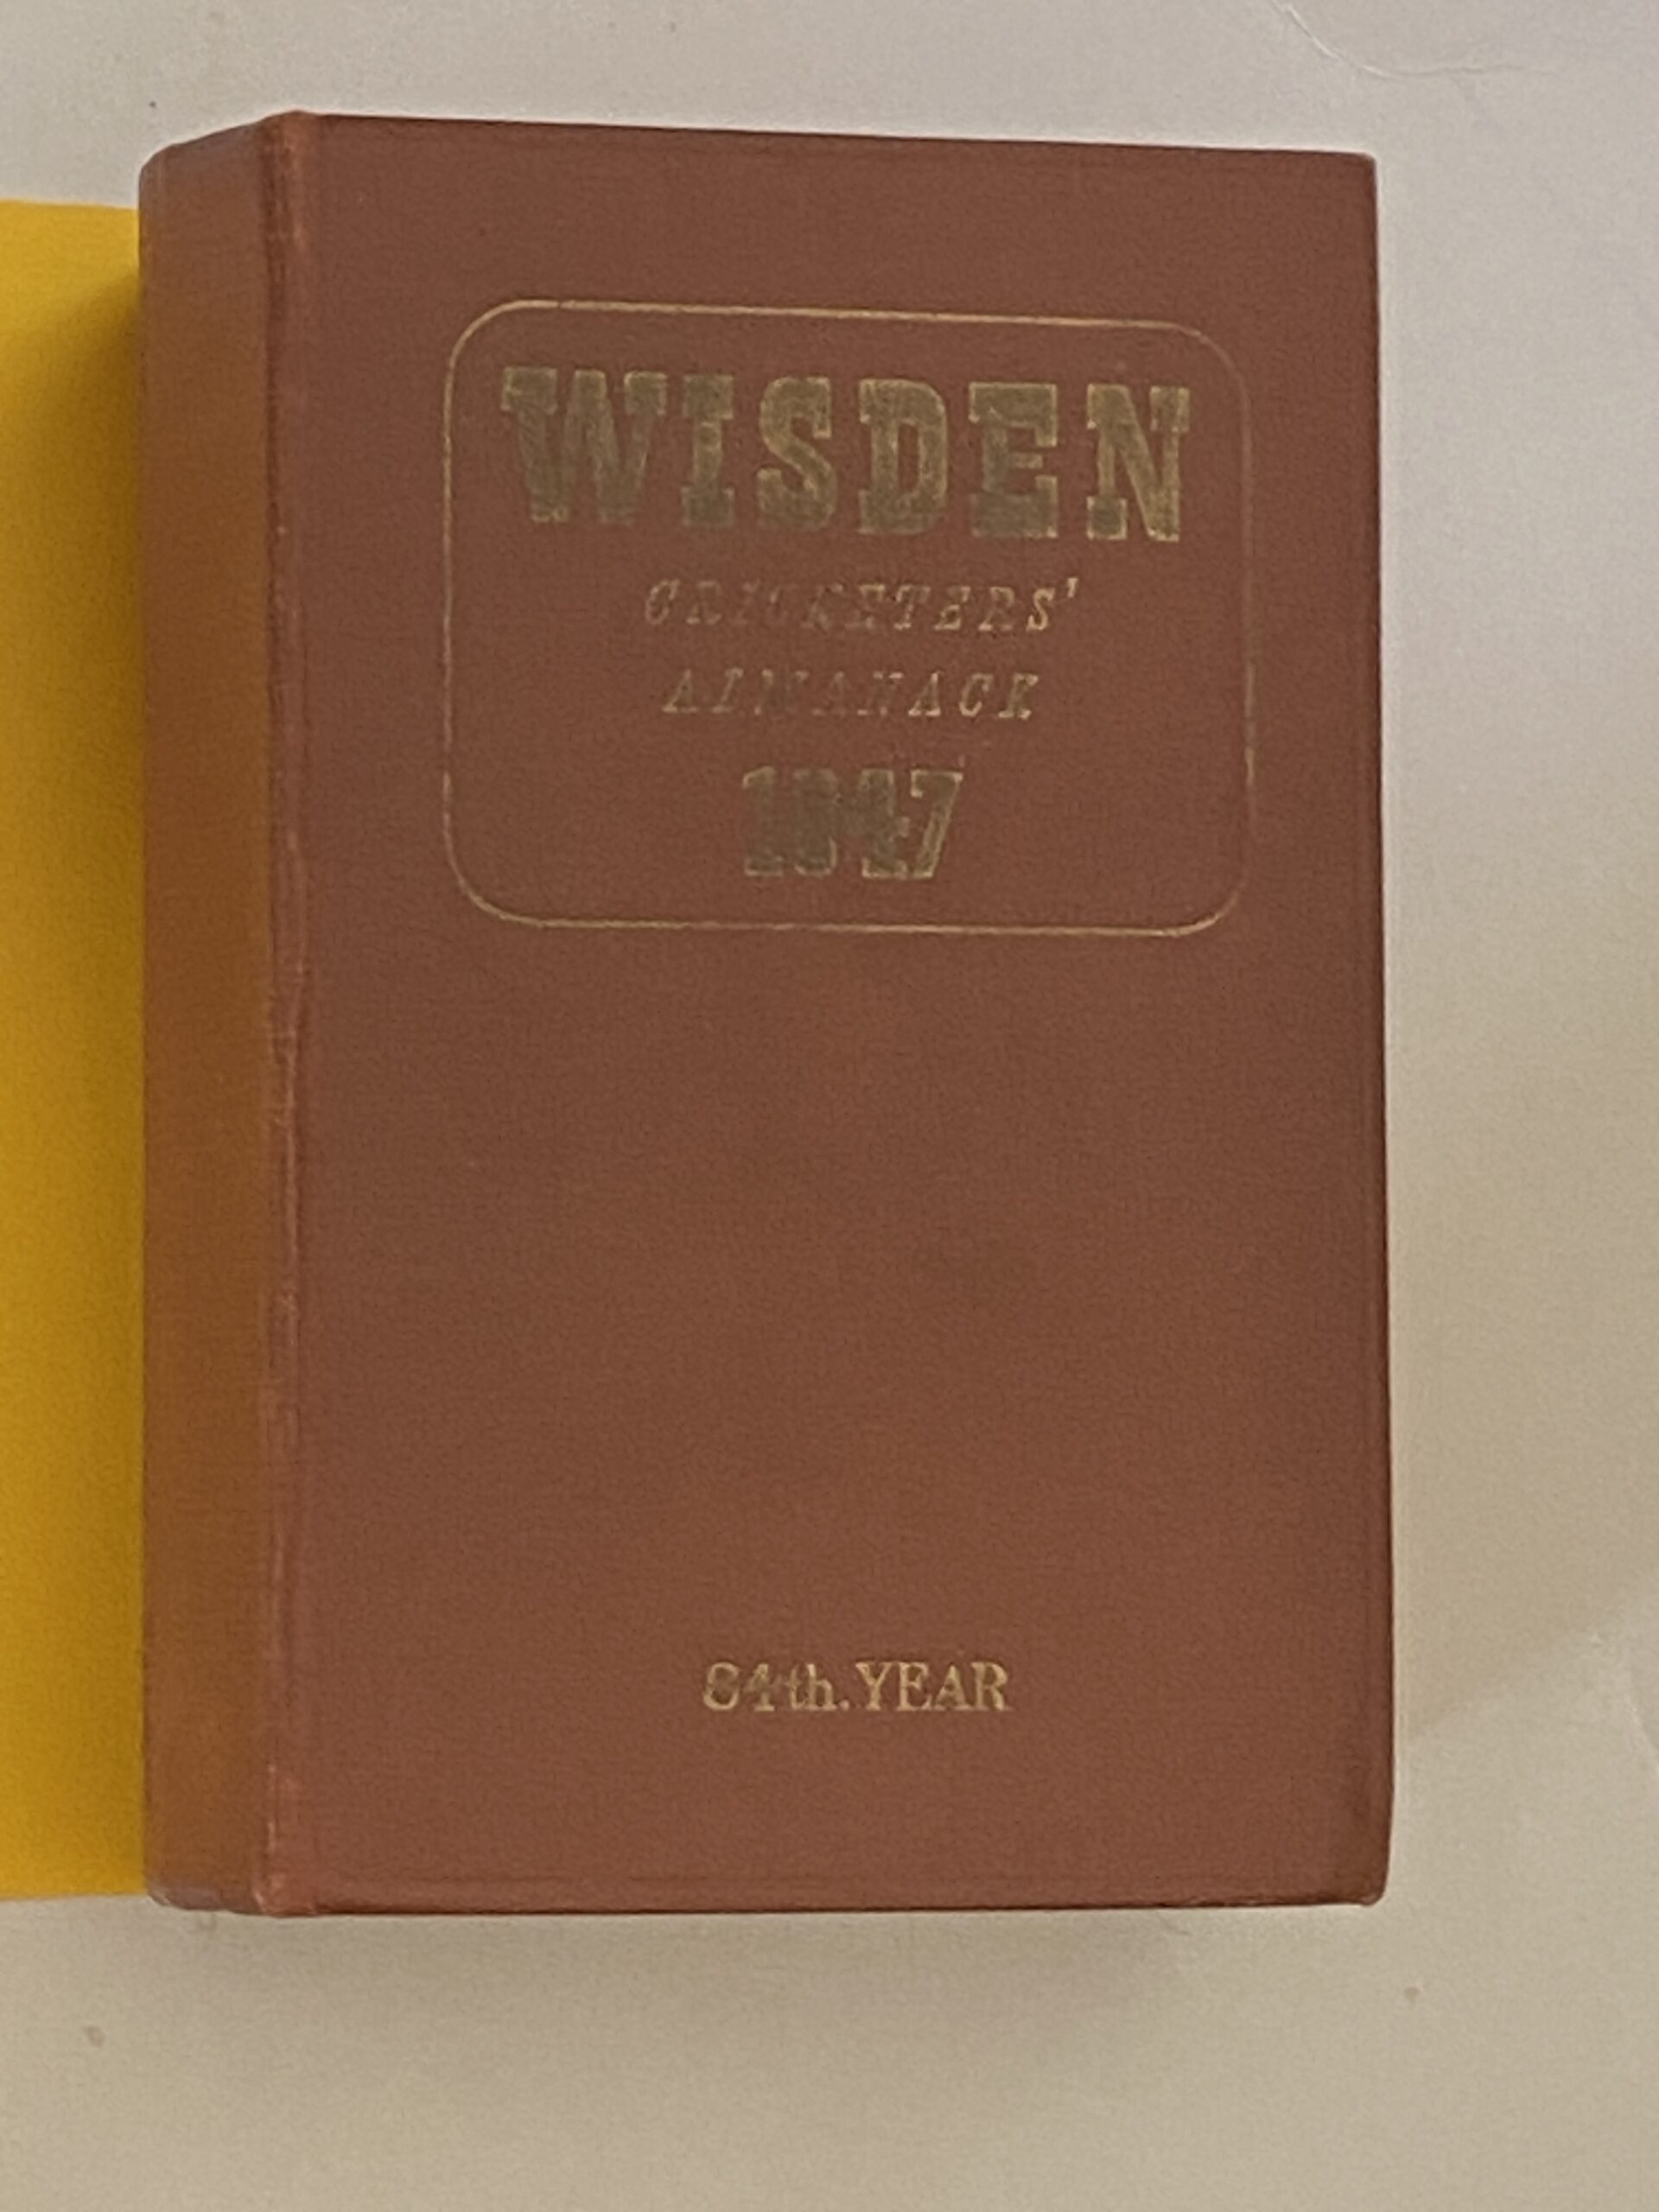 WISDEN
CRICKETERS'
ALMANACK
1947
84th. YEAR